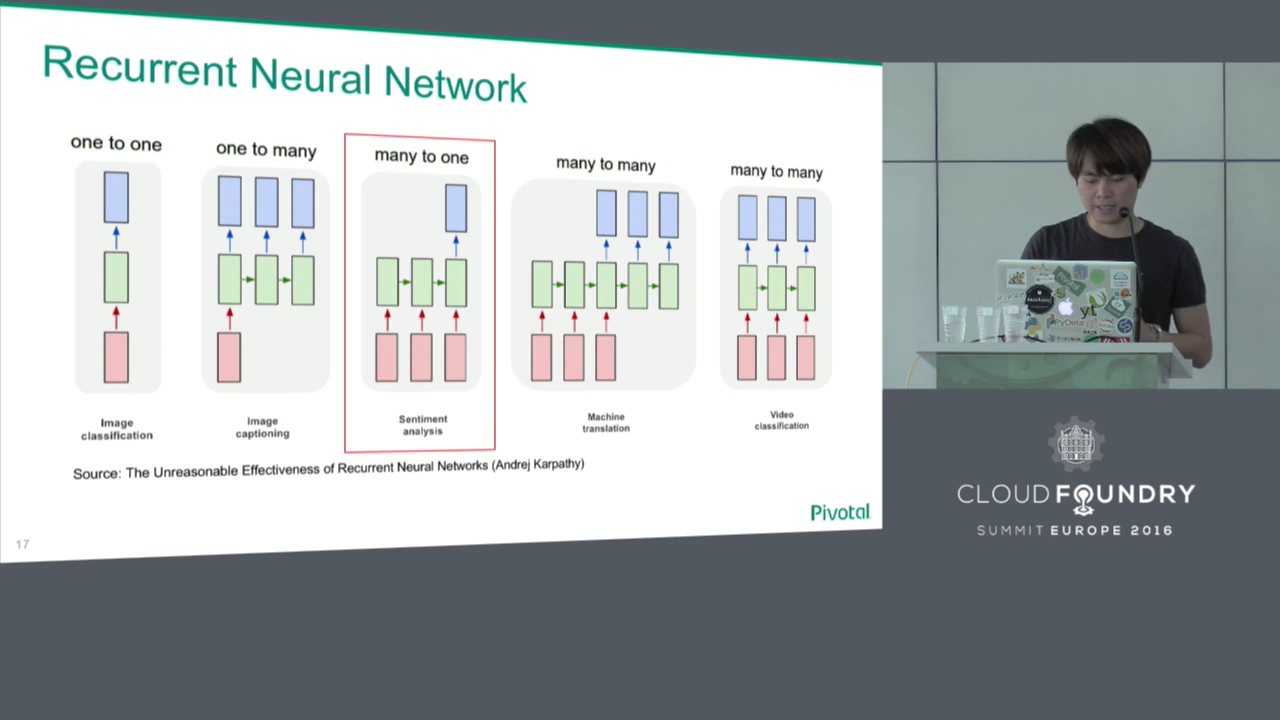 Recurrent Neural Network
one to one
one to many
many to one
many to many
many to many
Image
classification
Image
captioning
Sentiment
analysis
Machine
translation
Video
classification
Source: The Unreasonable Effectiveness of Recurrent Neural Networks (Andrej Karpathy)
Pivotal
17
Pivotal
PyData
CLOUD FOUNDRY
SUMMIT EUROPE 2016